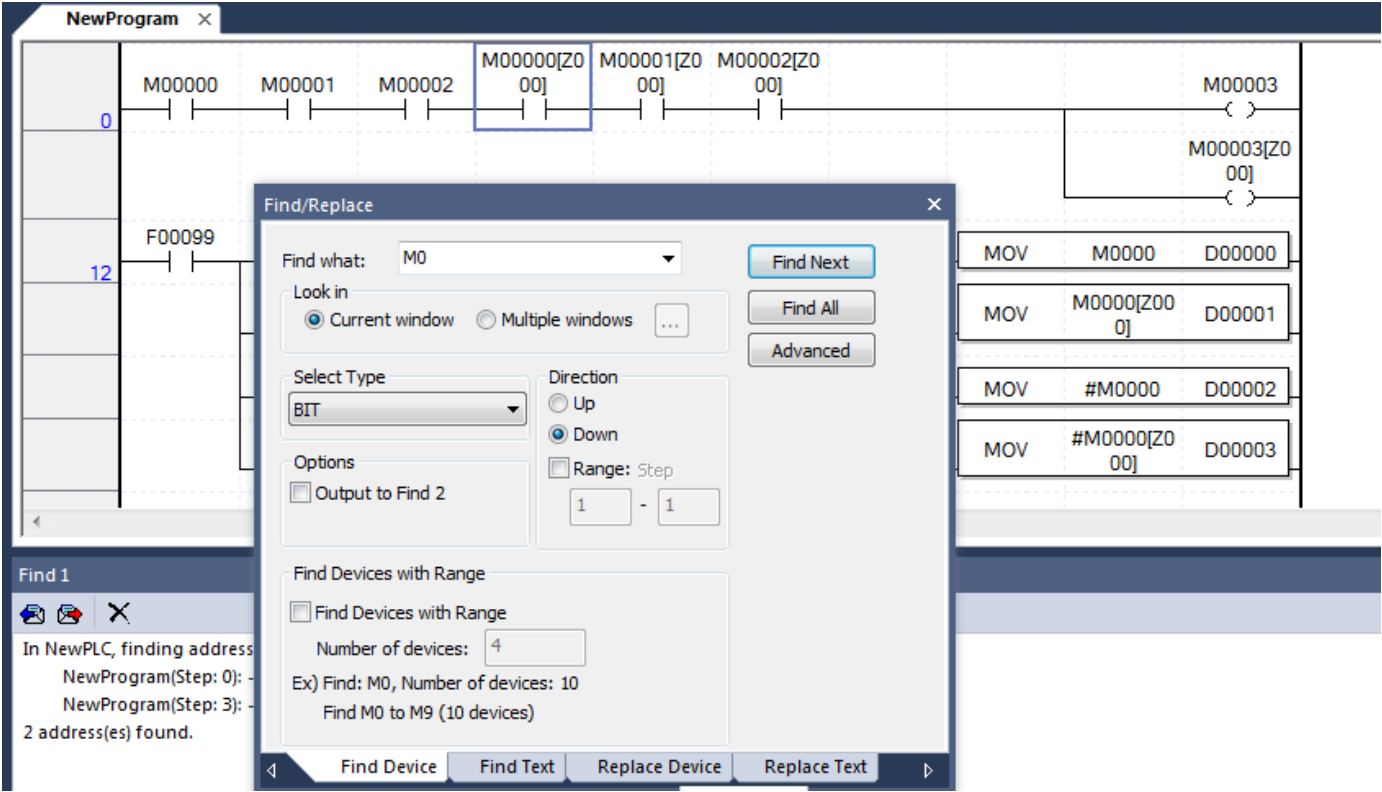 NewProgram ×
M00000[Z0 M00001[Z0 M00002[Z0
M00000 M00001 M00002 00] 00] 00] M00003
0
M00003[Z0
00]
Find/Replace
F00099
12
Find what: M0 Find Next
MOV M0000 D00000
Look in
Current window Multiple windows ... Find All
MOV M0000[Z00 D00001
0]
Advanced
Select Type Direction
BIT Up
MOV #M0000 D00002
Down
Options Range: Step
MOV #M0000[Z0 D00003
00]
Output to Find 2
1 - 1
Find 1
Find Devices with Range
Find Devices with Range
In NewPLC, finding address
Number of devices: 4
NewProgram(Step: 0): -
Ex) Find: M0, Number of devices: 10
NewProgram(Step: 3): -
Find M0 to M9 (10 devices)
2 address(es) found.
Find Device Find Text Replace Device Replace Text